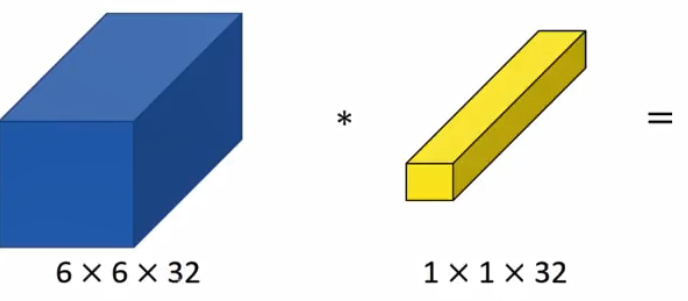 * =
6 × 6 × 32 1 × 1 × 32